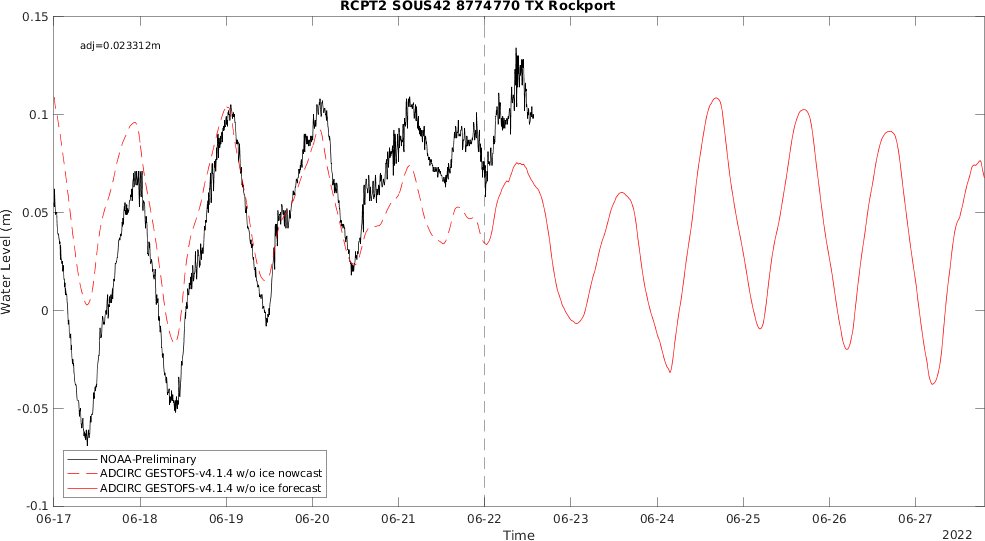 RCPT2 SOUS42 8774770 TX Rockport
adj=0.023312m
Water Level (m)
0.15
0.1
0.05
0
-0.05
-0.1
NOAA-Preliminary
ADCIRC GESTOFS-v4.1.4 w/o ice nowcast
ADCIRC GESTOFS-v4.1.4 w/o ice forecast
06-17 06-18 06-19 06-20 06-21 06-22 06-23 06-24 06-25 06-26 06-27
Time
2022